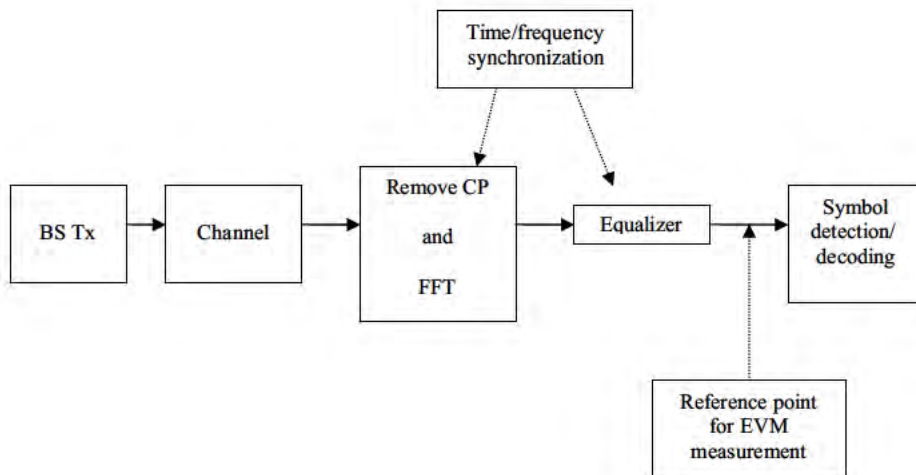 Time/frequency
synchronization
BS Tx
Channel
Remove CP
and
FFT
Equalizer
Symbol
detection/
decoding
Reference point
for EVM
measurement